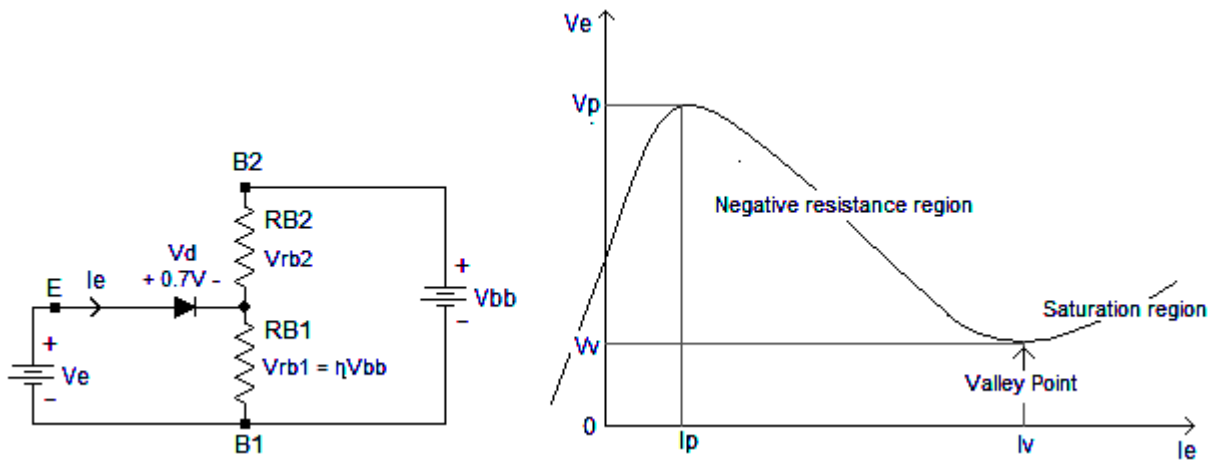 B2
RB2
Vrb2
Vd
+ 0.7V -
Ie
E
+
Vbb
-
RB1
Vrb1 = ηVbb
+
Ve
-
B1
Ve
Vp
Negative resistance region
Saturation region
Vv
Valley Point
0
Ip
Iv
Ie